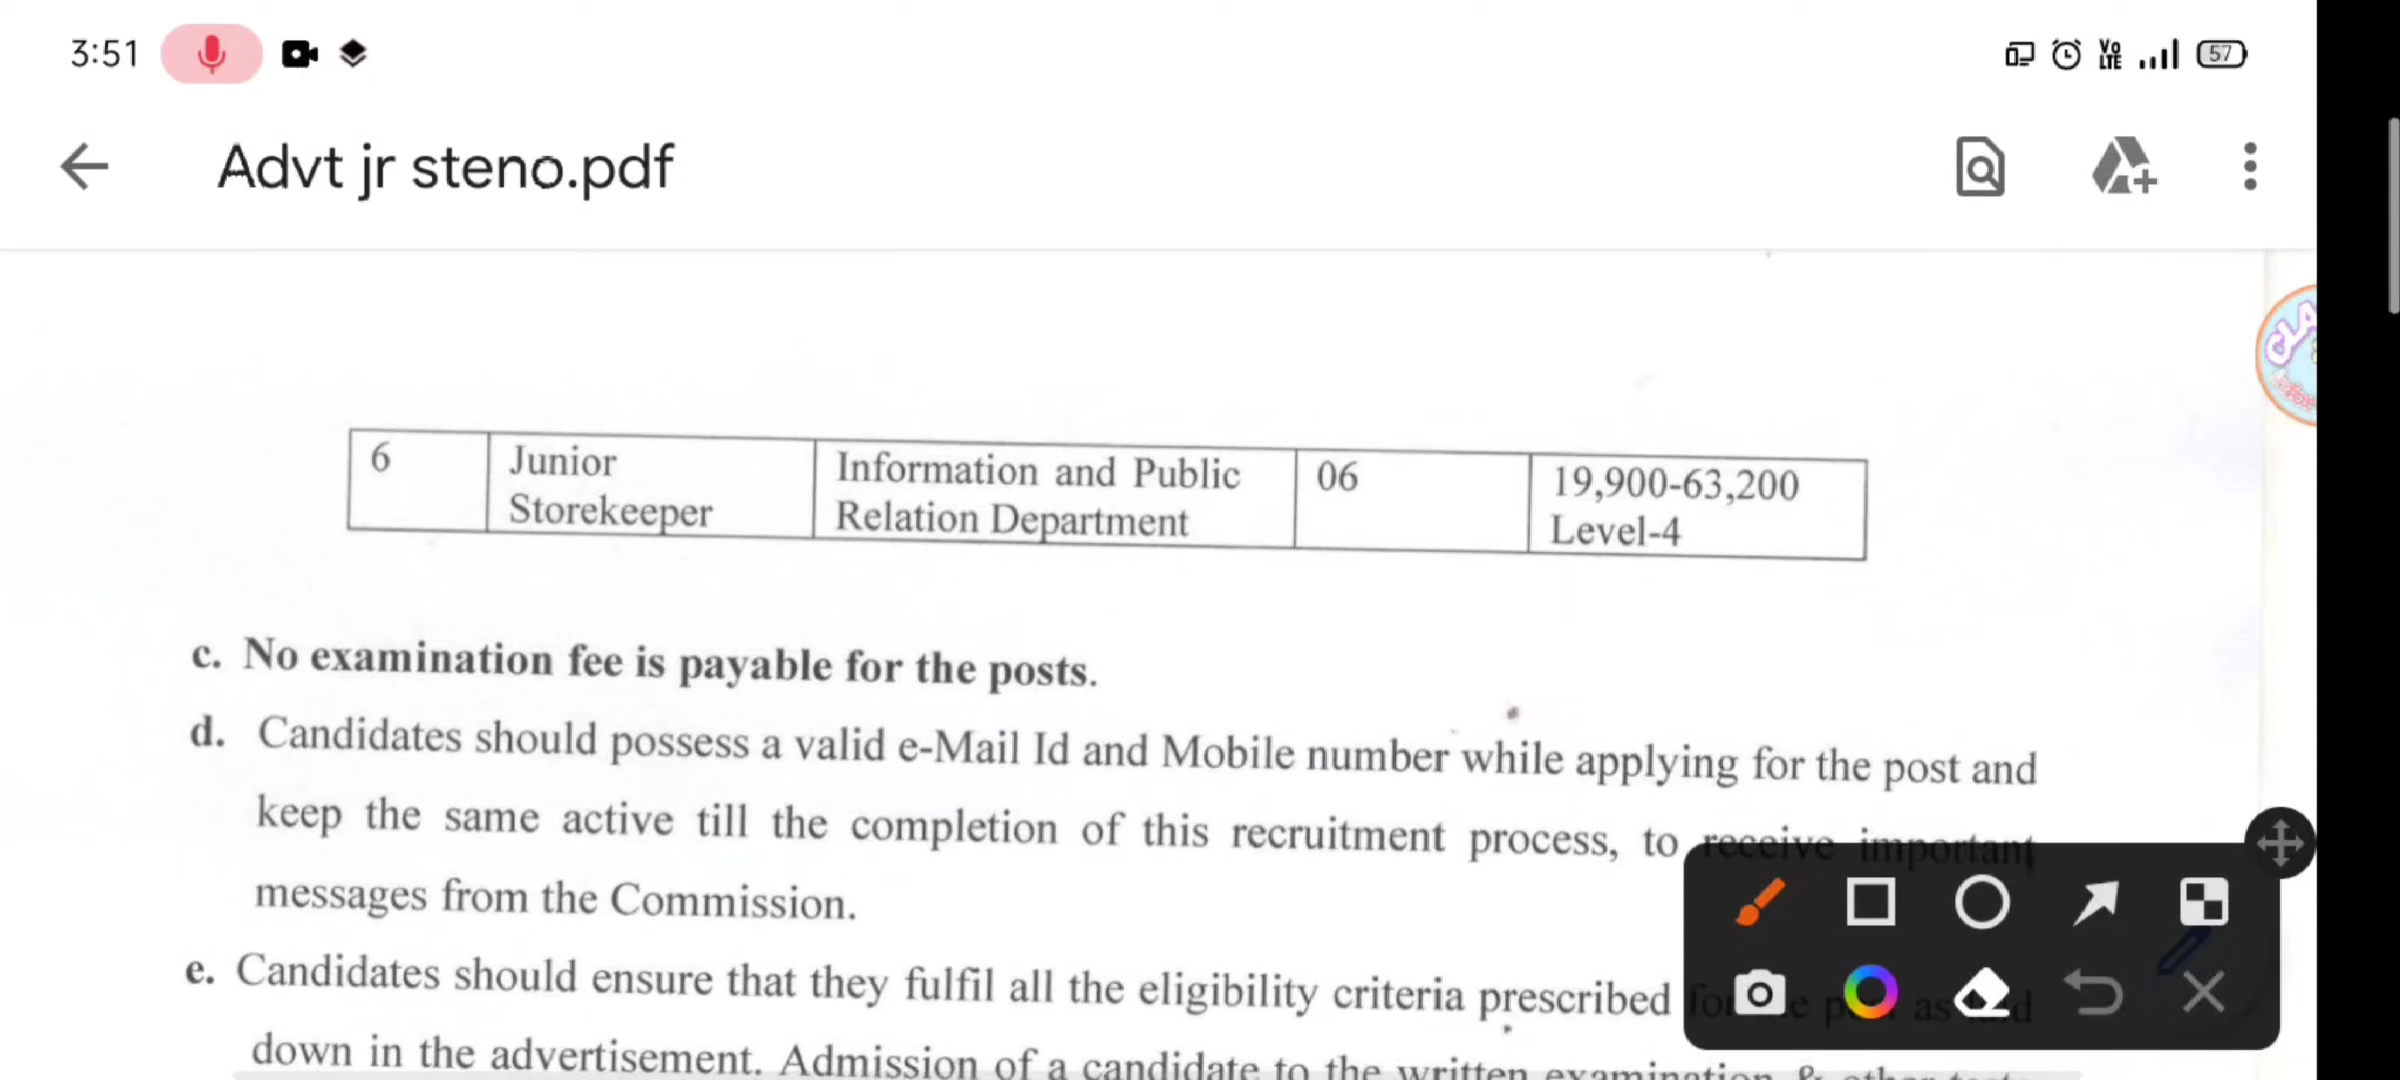 3:51
Vo
LTE
57
Advt jr steno.pdf
6
Junior
Storekeeper
Information and Public
Relation Department
06
19,900-63,200
Level-4
c. No examination fee is payable for the posts.
d. Candidates should possess a valid e-Mail Id and Mobile number while applying for the post and
keep the same active till the completion of this recruitment process, to receive important
messages from the Commission.
e. Candidates should ensure that they fulfil all the eligibility criteria prescribed
down in the advertisement. Admission of a candidate to the written examination &